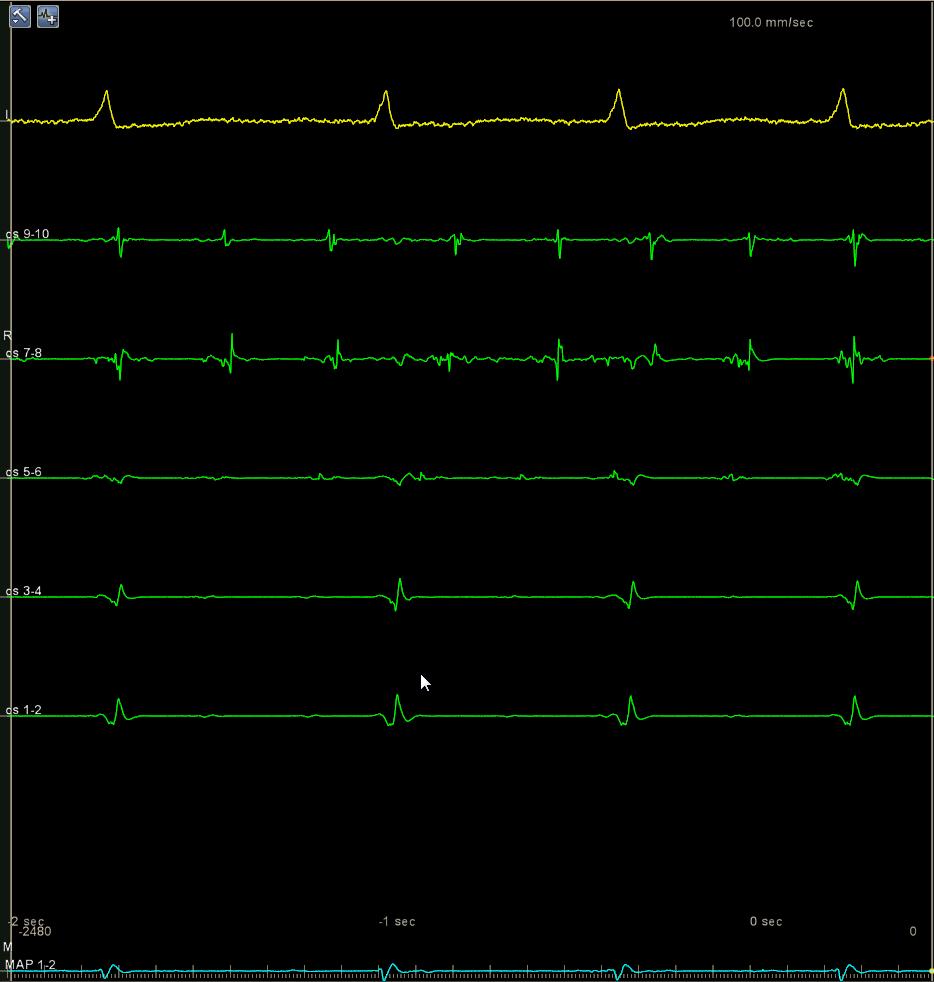 100.0 mm/sec
I
cs 9-10
R
cs 7-8
cs 5-6
cs 3-4
cs 1-2
-2 sec
-1 sec
0 sec
-2480
0
M
MAP 1-2